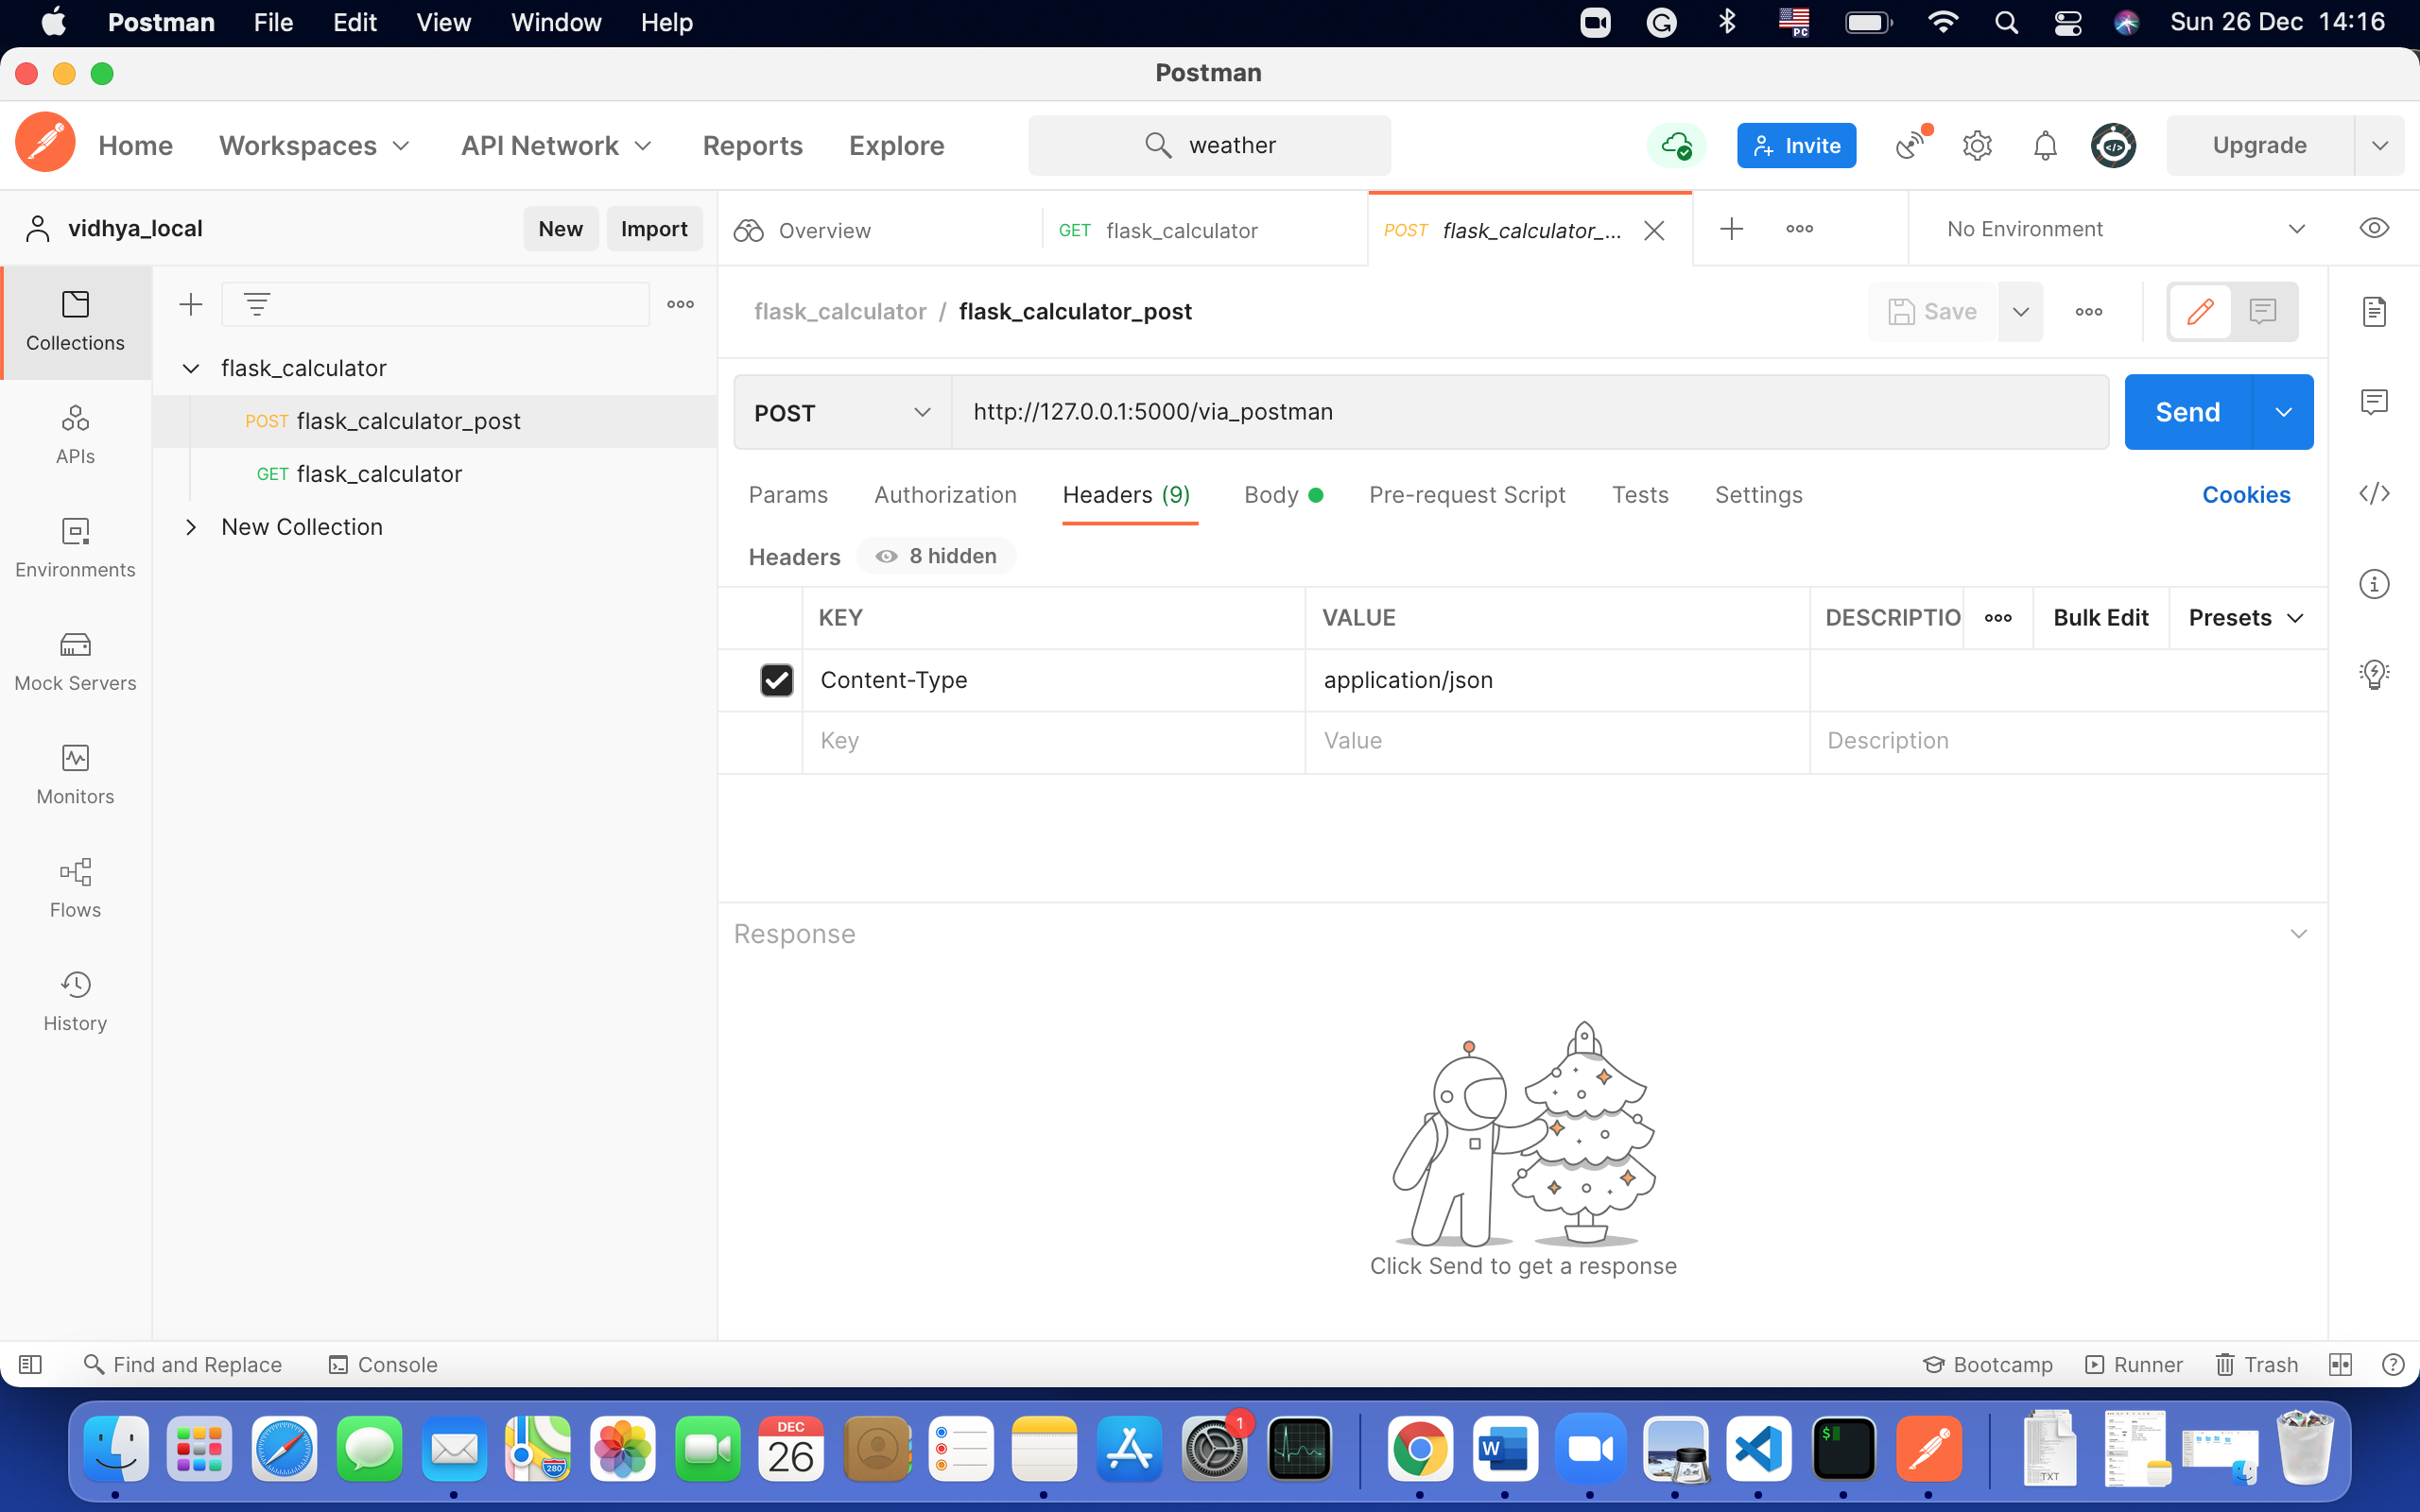 Postman File Edit View Window Help PC Sun 26 Dec 14:16
Postman
Home Workspaces API Network Reports Explore weather Invite Upgrade
vidhya_local New Import Overview GET flask_calculator POST flask_calculator_... No Environment
Collections
flask_calculator / flask_calculator_post Save
flask_calculator
POST flask_calculator_post
GET flask_calculator
New Collection
APIs
Environments
Mock Servers
Monitors
Flows
History
POST http://127.0.0.1:5000/via_postman Send
Params Authorization Headers (9) Body Pre-request Script Tests Settings Cookies
Headers 8 hidden
KEY VALUE DESCRIPTIO Bulk Edit Presets
Content-Type application/json
Key Value Description
Response
Click Send to get a response
Find and Replace Console Bootcamp Runner Trash
280 DEC 26 1 W $ TXT